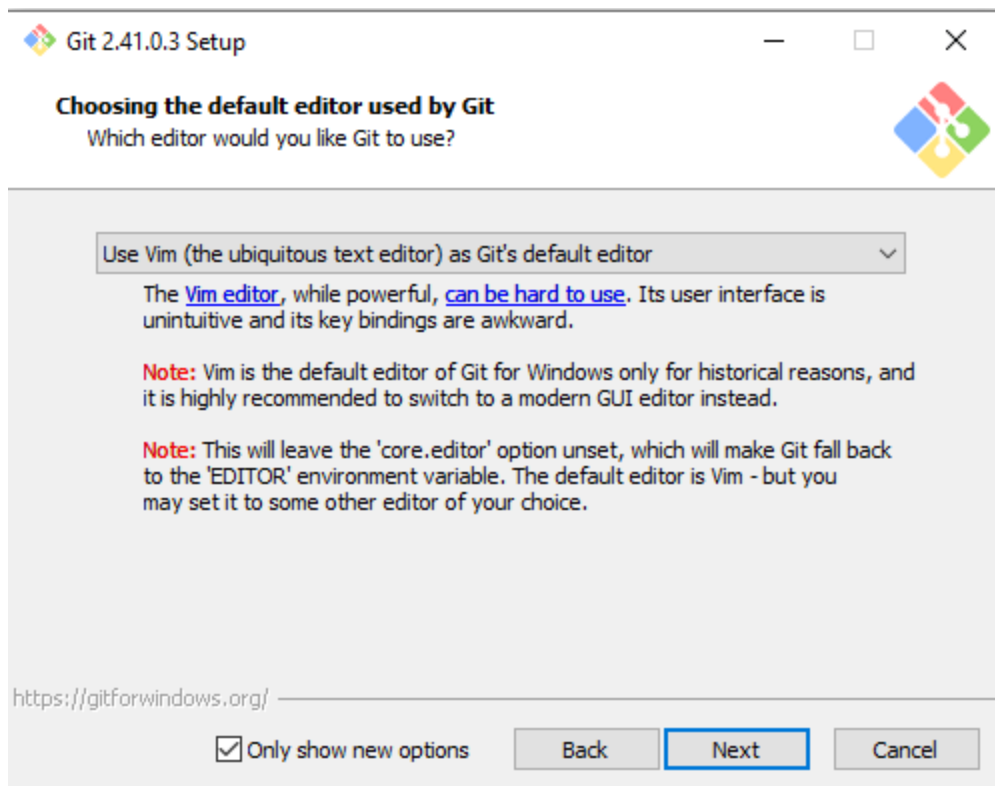 Git 2.41.0.3 Setup
Choosing the default editor used by Git
Which editor would you like Git to use?
Use Vim (the ubiquitous text editor) as Git's default editor
The Vim editor, while powerful, can be hard to use. Its user interface is
unintuitive and its key bindings are awkward.
Note: Vim is the default editor of Git for Windows only for historical reasons, and
it is highly recommended to switch to a modern GUI editor instead.
Note: This will leave the 'core.editor' option unset, which will make Git fall back
to the 'EDITOR' environment variable. The default editor is Vim - but you
may set it to some other editor of your choice.
https://gitforwindows.org/
Only show new options
Back
Next
Cancel